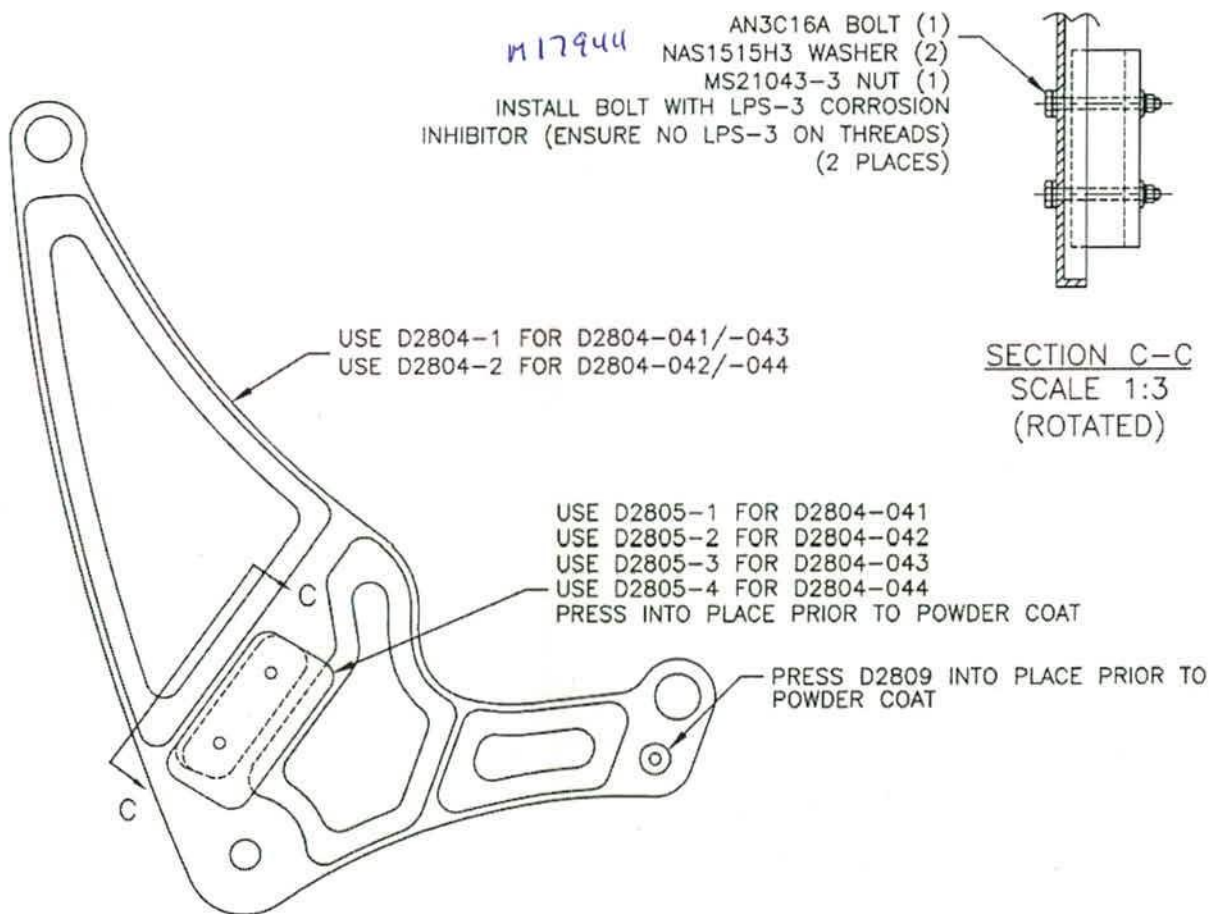 M17944
AN3C16A BOLT (1)
NAS1515H3 WASHER (2)
MS21043-3 NUT (1)
INSTALL BOLT WITH LPS-3 CORROSION
INHIBITOR (ENSURE NO LPS-3 ON THREADS)
(2 PLACES)
USE D2804-1 FOR D2804-041/-043
USE D2804-2 FOR D2804-042/-044
SECTION C-C
SCALE 1:3
(ROTATED)
USE D2805-1 FOR D2804-041
USE D2805-2 FOR D2804-042
USE D2805-3 FOR D2804-043
USE D2805-4 FOR D2804-044
PRESS INTO PLACE PRIOR TO POWDER COAT
C
PRESS D2809 INTO PLACE PRIOR TO
POWDER COAT
C